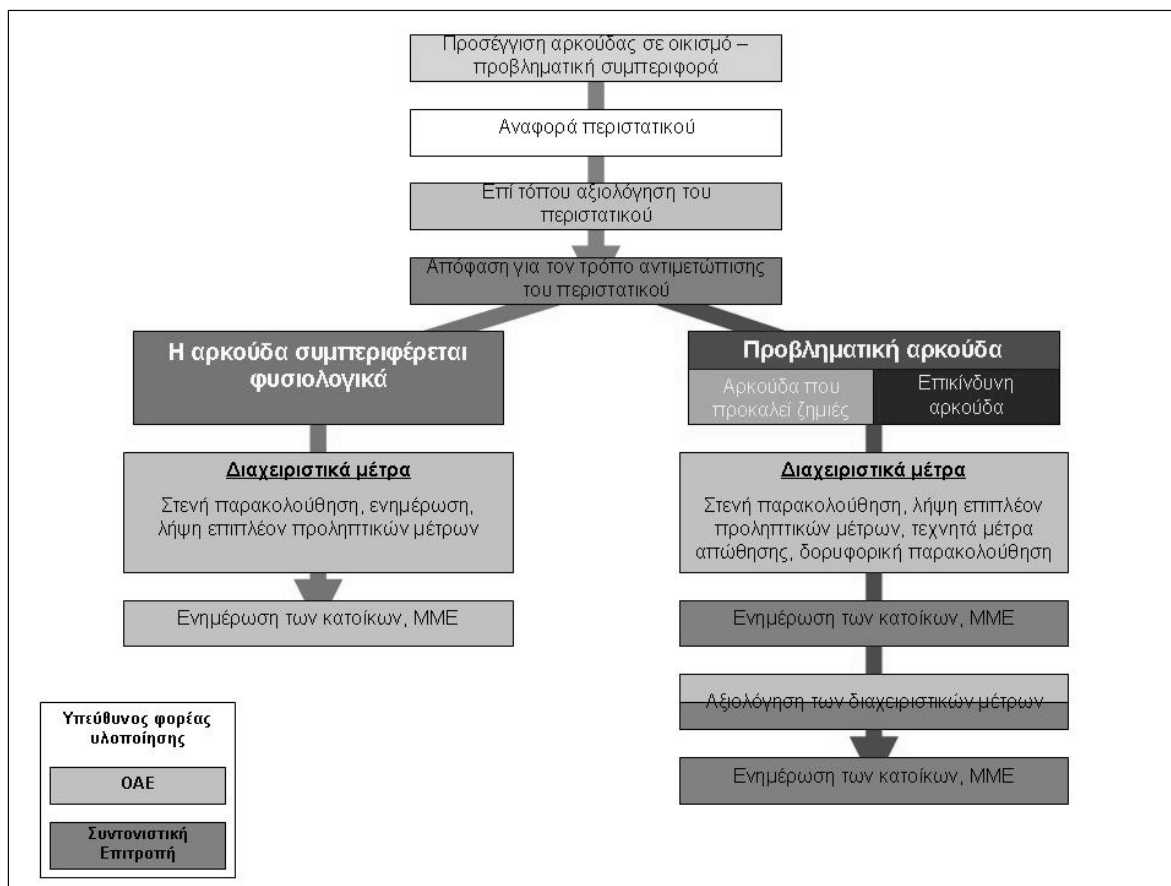 Προσέγγιση αρκούδας σε οικισμό –
προβληματική συμπεριφορά
Αναφορά περιστατικού
Επί τόπου αξιολόγηση του
περιστατικού
Απόφαση για τον τρόπο αντιμετώπισης
του περιστατικού
Η αρκούδα συμπεριφέρεται
φυσιολογικά
Διαχειριστικά μέτρα
Στενή παρακολούθηση, ενημέρωση,
λήψη επιπλέον προληπτικών μέτρων
Ενημέρωση των κατοίκων, ΜΜΕ
Προβληματική αρκούδα
Αρκούδα που
προκαλεί ζημιές
Επικίνδυνη
αρκούδα
Διαχειριστικά μέτρα
Στενή παρακολούθηση, λήψη επιπλέον
προληπτικών μέτρων, τεχνητά μέτρα
απώθησης, δορυφορική παρακολούθηση
Ενημέρωση των κατοίκων, ΜΜΕ
Αξιολόγηση των διαχειριστικών μέτρων
Ενημέρωση των κατοίκων, ΜΜΕ
Υπεύθυνος φορέας
υλοποίησης
ΟΑΕ
Συντονιστική
Επιτροπή